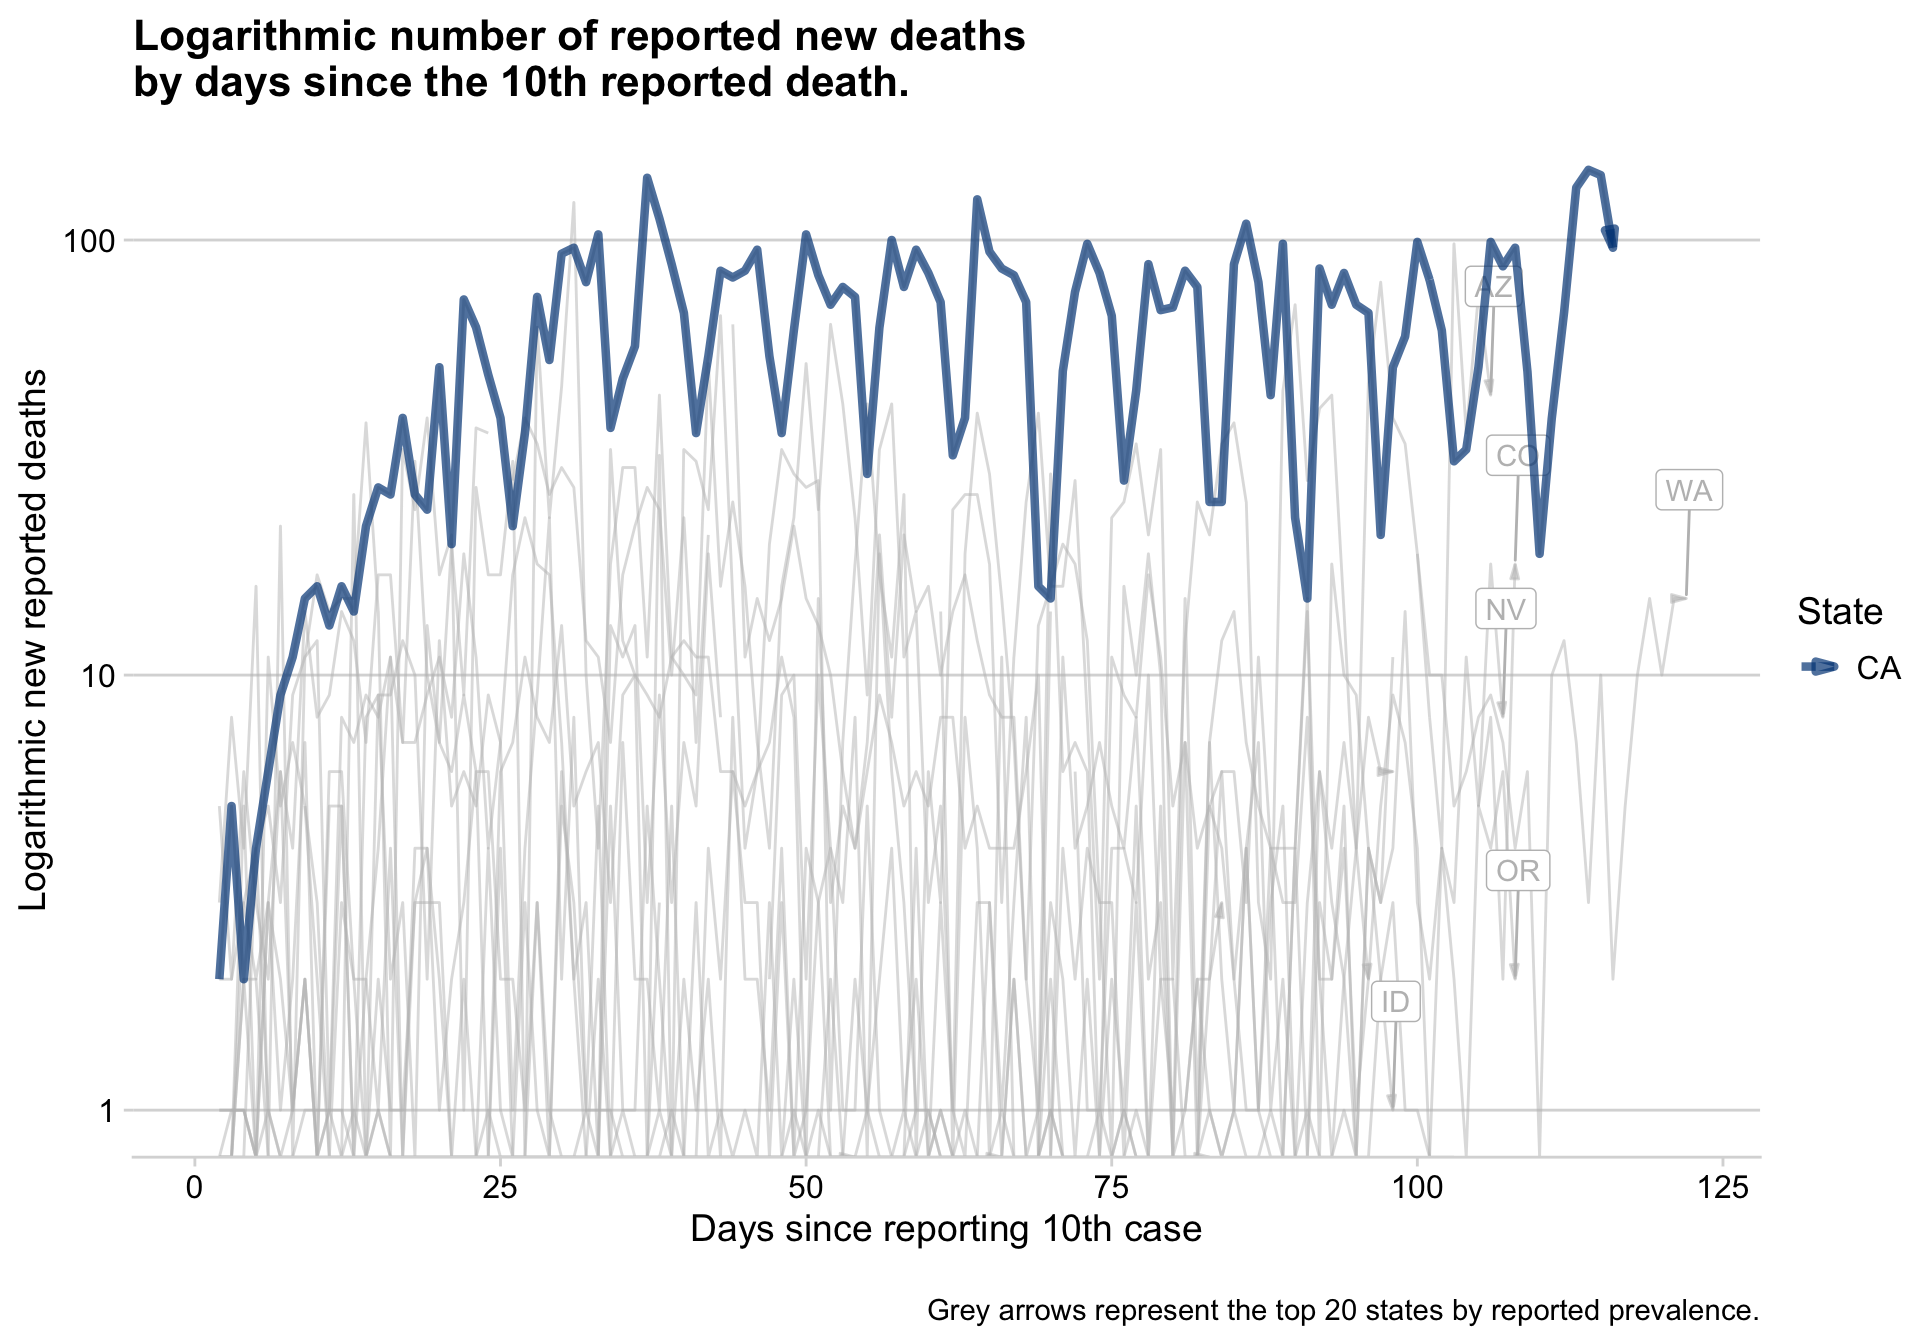 Logarithmic number of reported new deaths
by days since the 10th reported death.
Logarithmic new reported deaths
100
10
1
AZ
CO
WA
NV
OR
ID
State
CA
0 25 50 75 100 125
Days since reporting 10th case
Grey arrows represent the top 20 states by reported prevalence.